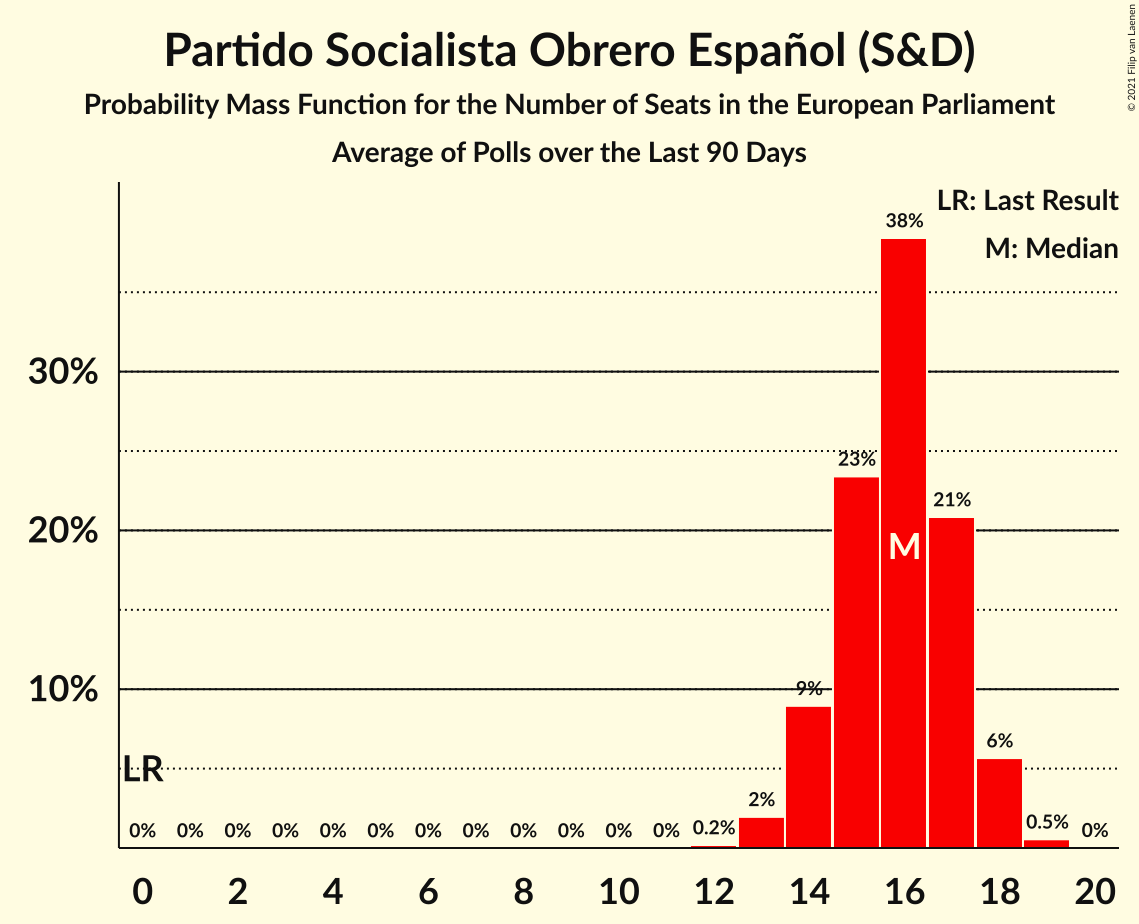 Partido Socialista Obrero Español (S&D)
Probability Mass Function for the Number of Seats in the European Parliament
Average of Polls over the Last 90 Days
© 2021 Filip van Laenen
LR: Last Result
M: Median
38%
30%
23%
21%
20%
M
10%
9%
6%
LR
2%
0% 0% 0% 0% 0% 0% 0% 0% 0% 0% 0% 0% 0.2% 0.5% 0%
0 2 4 6 8 10 12 14 16 18 20